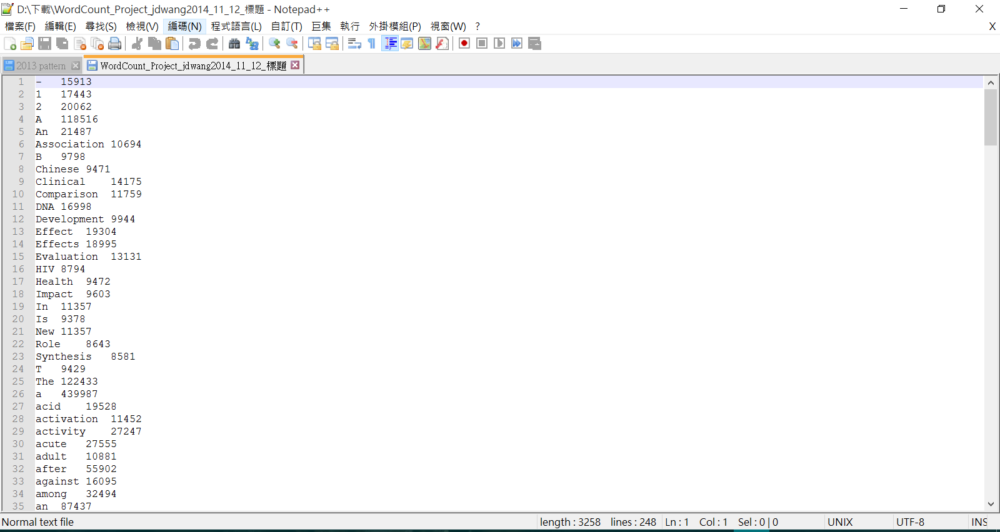 D:\下載\WordCount_Project_jdwang2014_11_12_標題 - Notepad++
檔案(F) 編輯(E) 尋找(S) 檢視(V) 編碼(N) 程式語言(L) 自訂(T) 巨集 執行 外掛模組(P) 視窗(W) ? X
2013 pattern WordCount_Project_jdwang2014_11_12_標題
1 - 15913
2 1 17443
3 2 20062
4 A 118516
5 An 21487
6 Association 10694
7 B 9798
8 Chinese 9471
9 Clinical 14175
10 Comparison 11759
11 DNA 16998
12 Development 9944
13 Effect 19304
14 Effects 18995
15 Evaluation 13131
16 HIV 8794
17 Health 9472
18 Impact 9603
19 In 11357
20 Is 9378
21 New 11357
22 Role 8643
23 Synthesis 8581
24 T 9429
25 The 122433
26 a 439987
27 acid 19528
28 activation 11452
29 activity 27247
30 acute 27555
31 adult 10881
32 after 55902
33 against 16095
34 among 32494
35 an 87437
Normal text file length : 3258 lines : 248 Ln : 1 Col : 1 Sel : 0 | 0 UNIX UTF-8 INS